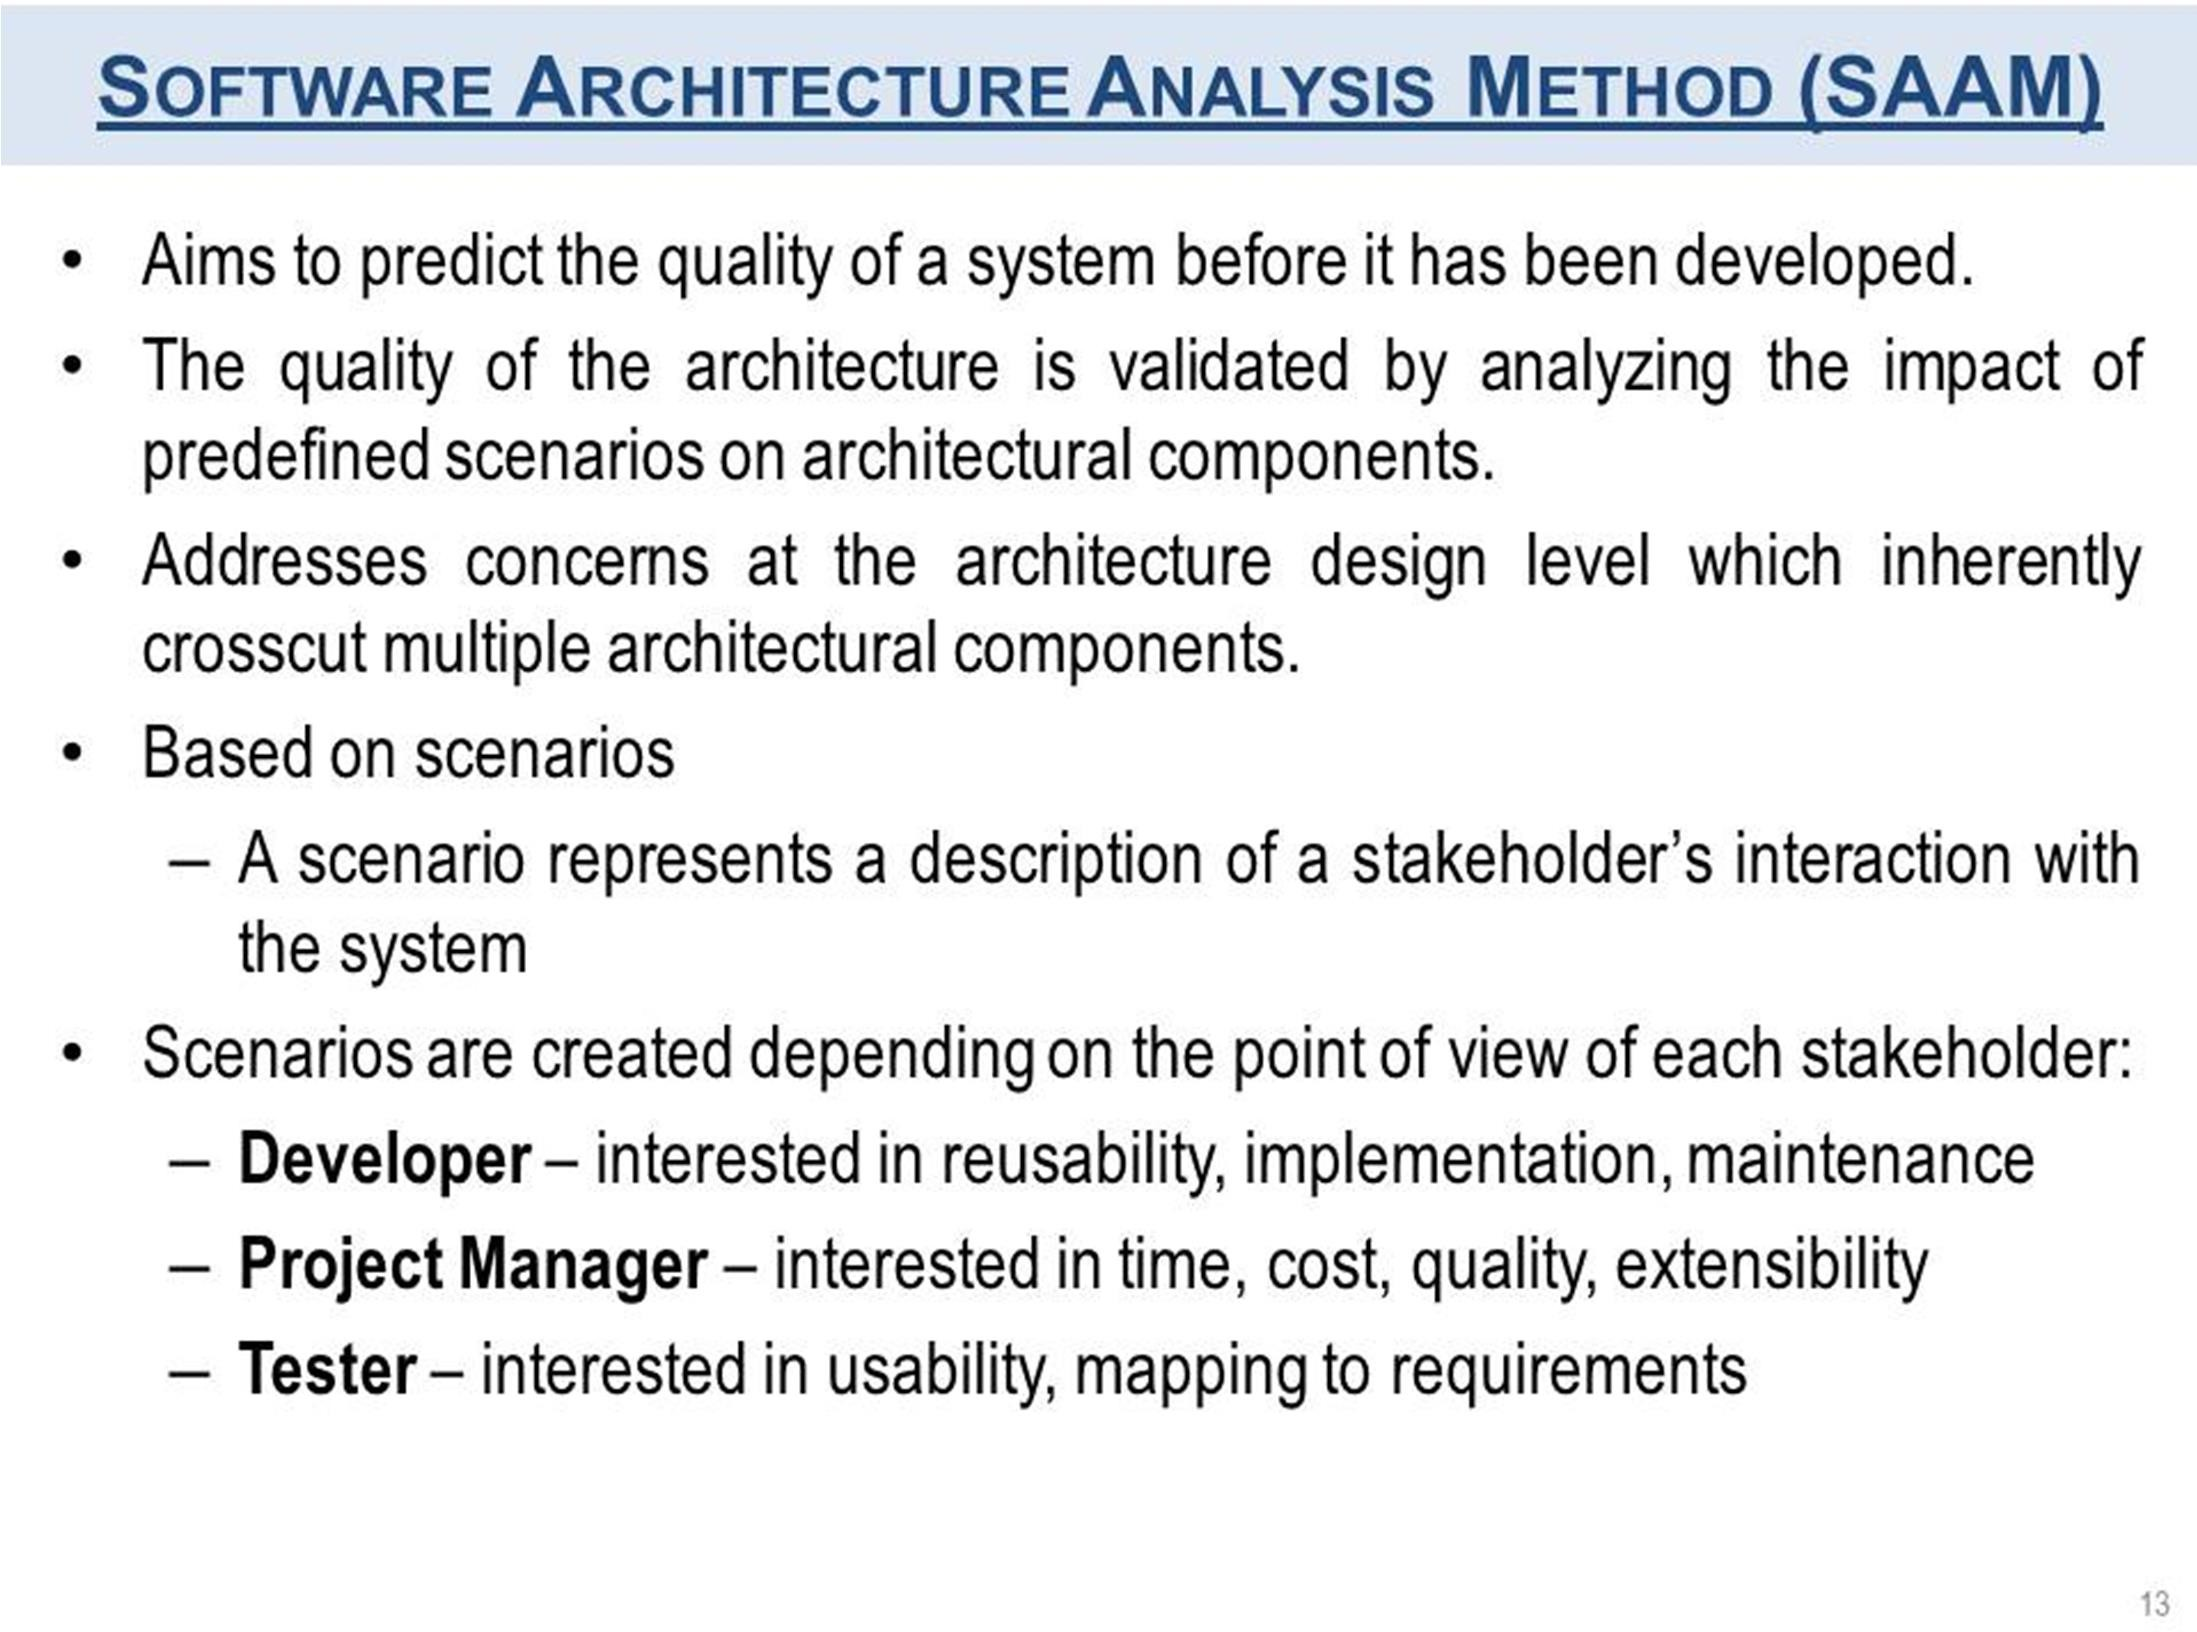 SOFTWARE ARCHITECTURE ANALYSIS METHOD (SAAM)
• Aims to predict the quality of a system before it has been developed.
• The quality of the architecture is validated by analyzing the impact of
predefined scenarios on architectural components.
• Addresses concerns at the architecture design level which inherently
crosscut multiple architectural components.
• Based on scenarios
– A scenario represents a description of a stakeholder’s interaction with
the system
• Scenarios are created depending on the point of view of each stakeholder:
– Developer – interested in reusability, implementation, maintenance
– Project Manager – interested in time, cost, quality, extensibility
– Tester – interested in usability, mapping to requirements
13